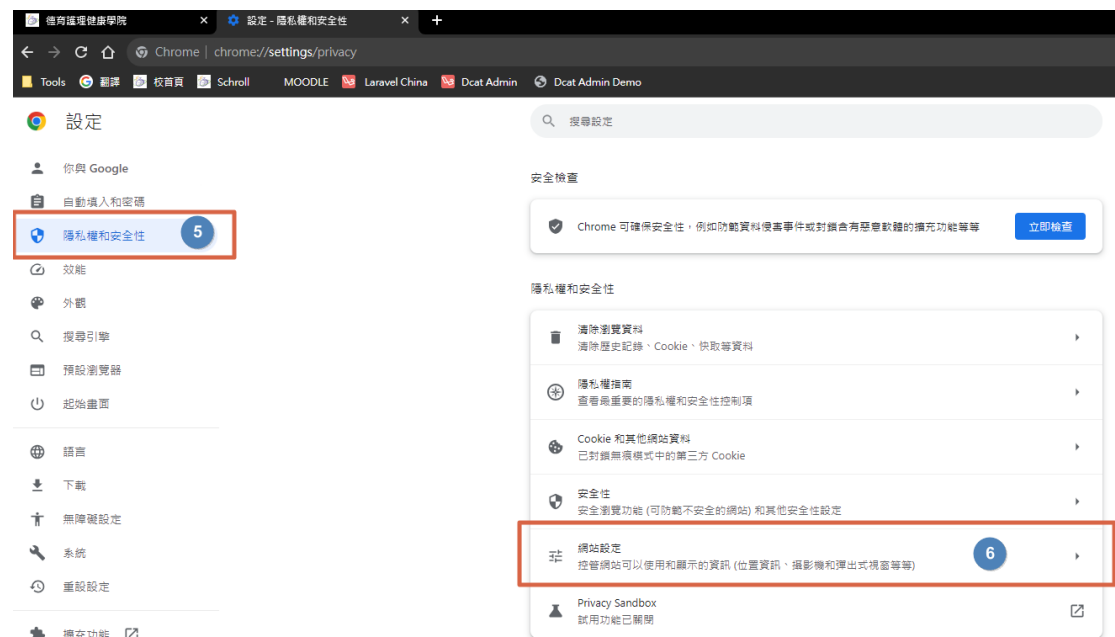 德育護理健康學院
設定 - 隱私權和安全性
Chrome | chrome://settings/privacy
Tools 翻譯 校首頁 Schroll MOODLE Laravel China Dcat Admin Dcat Admin Demo
設定
搜尋設定
你與 Google
自動填入和密碼
隱私權和安全性
5
效能
外觀
搜尋引擎
預設瀏覽器
起始畫面
語言
下載
無障礙設定
系統
重設設定
擴充功能
安全檢查
Chrome 可確保安全性，例如防範資料侵害事件或封鎖含有惡意軟體的擴充功能等等
立即檢查
隱私權和安全性
清除瀏覽資料
清除歷史記錄、Cookie、快取等資料
隱私權指南
查看最重要的隱私權和安全性控制項
Cookie 和其他網站資料
已封鎖無痕模式中的第三方 Cookie
安全性
安全瀏覽功能 (可防範不安全的網站) 和其他安全性設定
網站設定
控管網站可以使用和顯示的資訊 (位置資訊、攝影機和彈出式視窗等等)
6
Privacy Sandbox
試用功能已關閉